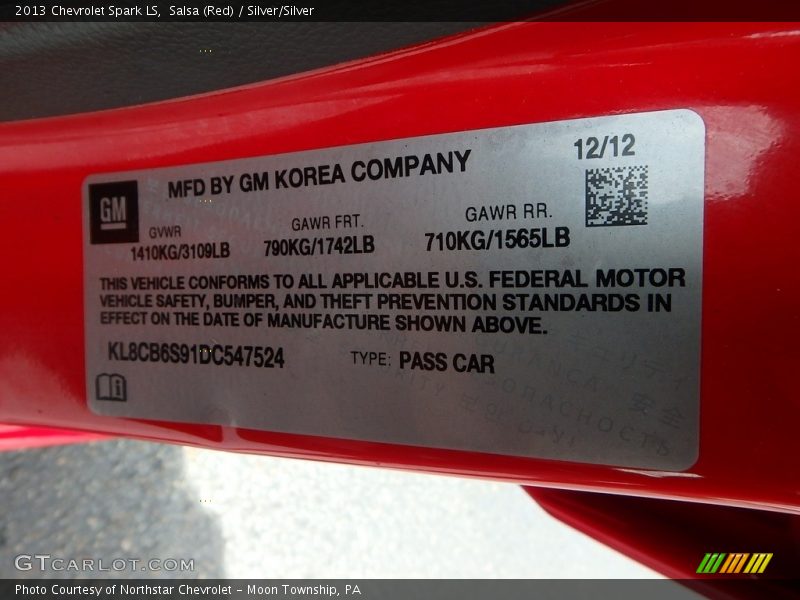 2013 Chevrolet Spark LS, Salsa (Red) / Silver/Silver
MFD BY GM KOREA COMPANY
12/12
GM
GVWR
1410KG/3109LB
GAWR FRT.
790KG/1742LB
GAWR RR.
710KG/1565LB
THIS VEHICLE CONFORMS TO ALL APPLICABLE U.S. FEDERAL MOTOR
VEHICLE SAFETY, BUMPER, AND THEFT PREVENTION STANDARDS IN
EFFECT ON THE DATE OF MANUFACTURE SHOWN ABOVE.
KL8CB6S91DC547524
TYPE: PASS CAR
GTCARLOT.COM
Photo Courtesy of Northstar Chevrolet - Moon Township, PA